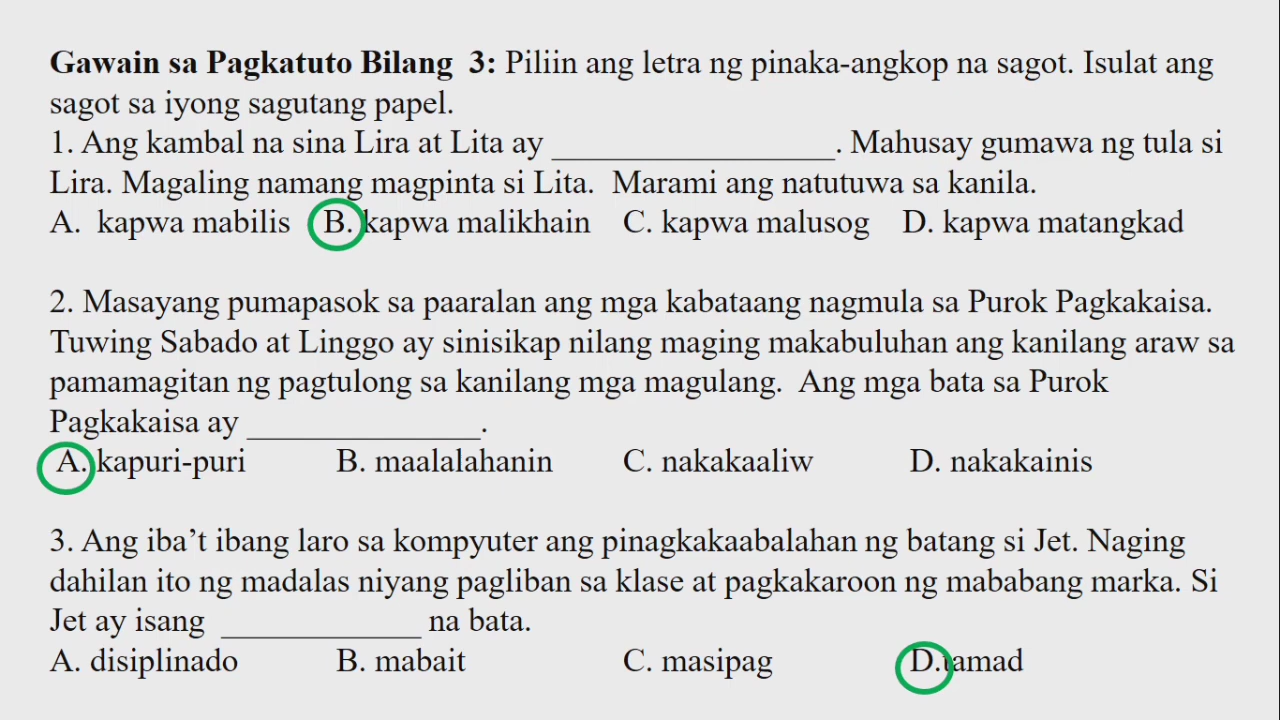 Gawain sa Pagkatuto Bilang 3: Piliin ang letra ng pinaka-angkop na sagot. Isulat ang
sagot sa iyong sagutang papel.
1. Ang kambal na sina Lira at Lita ay _________________. Mahusay gumawa ng tula si
Lira. Magaling namang magpinta si Lita. Marami ang natutuwa sa kanila.
A. kapwa mabilis B. kapwa malikhain C. kapwa malusog D. kapwa matangkad
2. Masayang pumapasok sa paaralan ang mga kabataang nagmula sa Purok Pagkakaisa.
Tuwing Sabado at Linggo ay sinisikap nilang maging makabuluhan ang kanilang araw sa
pamamagitan ng pagtulong sa kanilang mga magulang. Ang mga bata sa Purok
Pagkakaisa ay ______________.
A. kapuri-puri B. maalalahanin C. nakakaaliw D. nakakainis
3. Ang iba’t ibang laro sa kompyuter ang pinagkakaabalahan ng batang si Jet. Naging
dahilan ito ng madalas niyang pagliban sa klase at pagkakaroon ng mababang marka. Si
Jet ay isang ____________ na bata.
A. disiplinado B. mabait C. masipag D.tamad